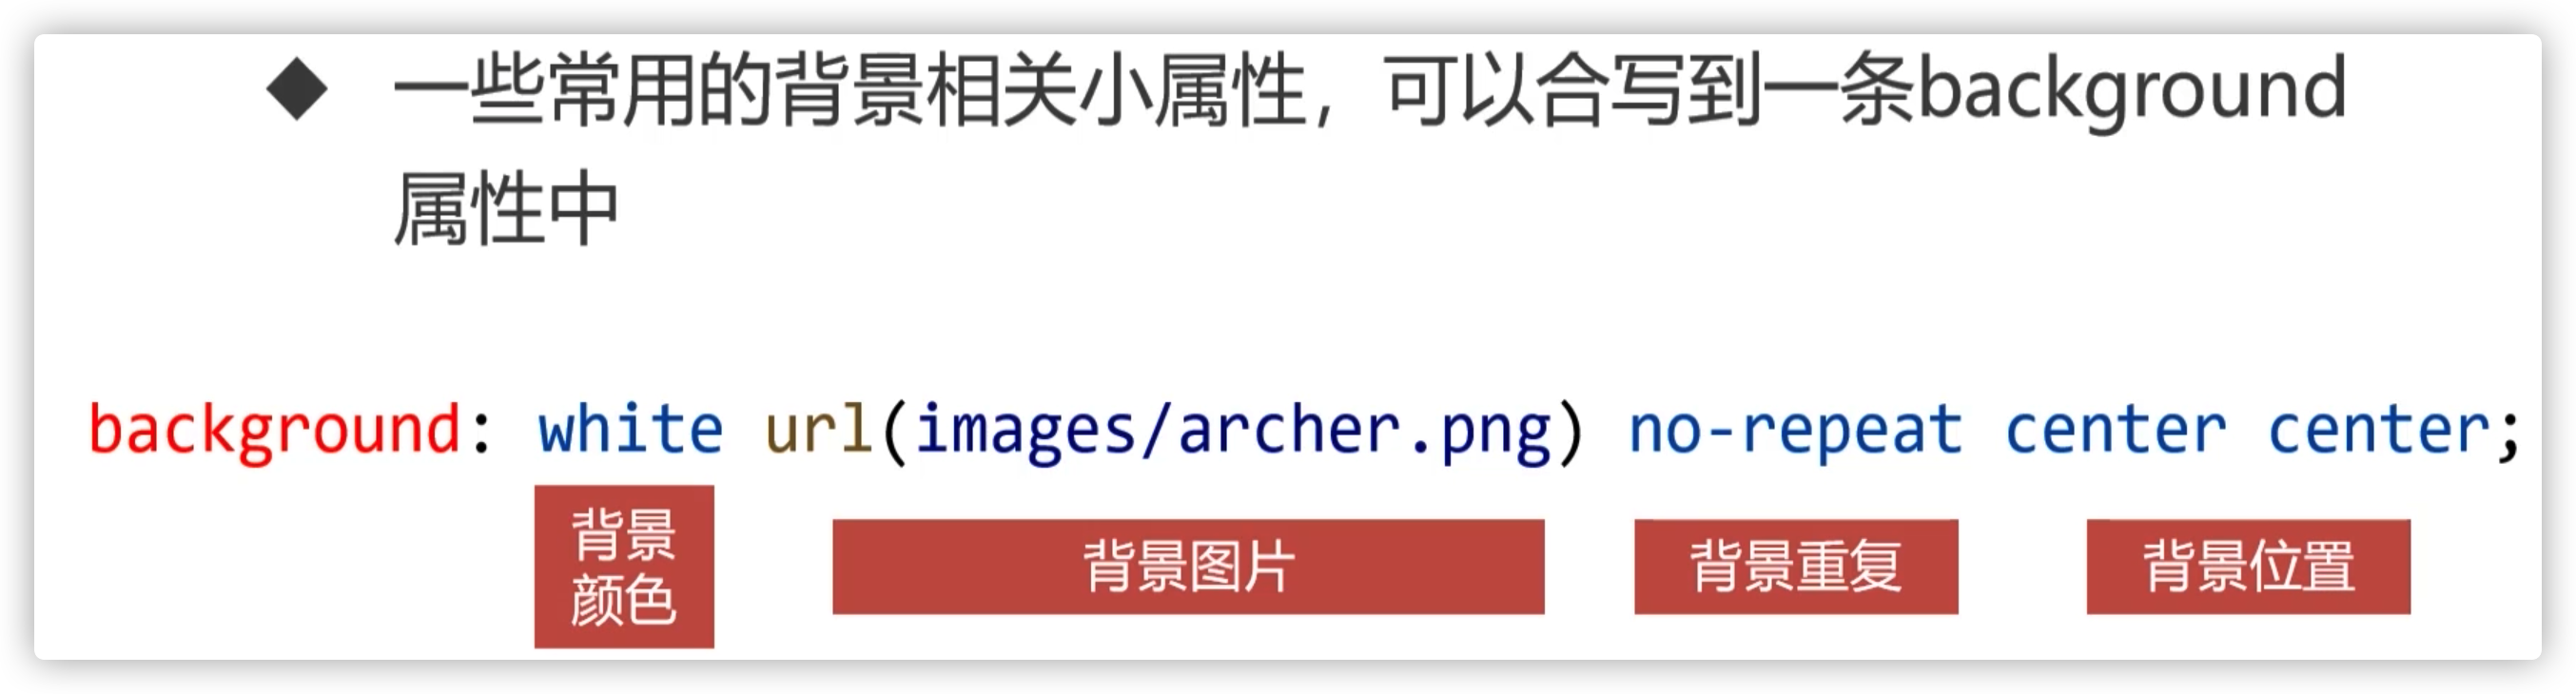 ◆ 一些常用的背景相关小属性，可以合写到一条background
属性中
background: white url(images/archer.png) no-repeat center center;
背景
颜色
背景图片
背景重复
背景位置